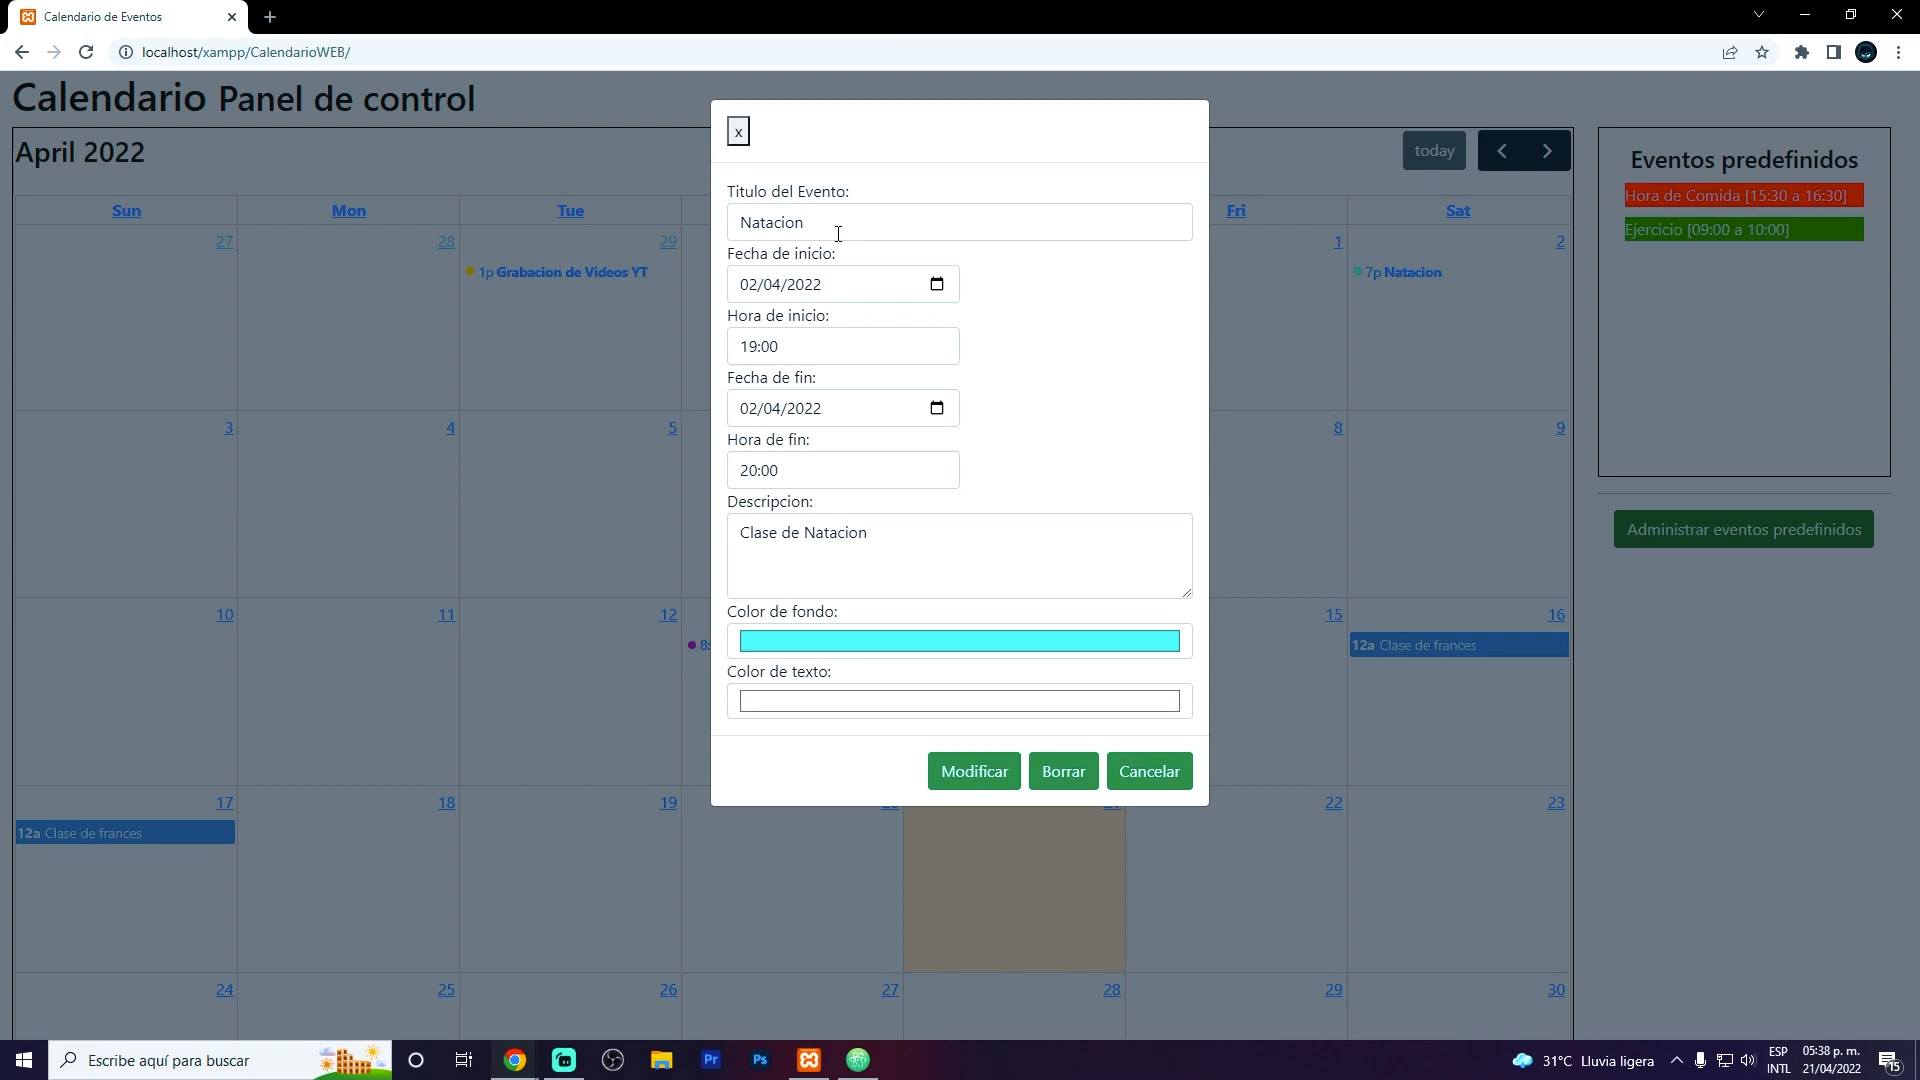 Calendario de Eventos
localhost/xampp/CalendarioWEB/
Calendario Panel de control
April 2022
today
Sun Mon Tue Fri Sat
27 28 29 1 2
1p Grabacion de Videos YT
7p Natacion
3 4 5 8 9
10 11 12 15 16
8:
12a Clase de frances
17 18 19 22 23
12a Clase de frances
24 25 26 27 28 29 30
x
Titulo del Evento:
Natacion
Fecha de inicio:
02/04/2022
Hora de inicio:
19:00
Fecha de fin:
02/04/2022
Hora de fin:
20:00
Descripcion:
Clase de Natacion
Color de fondo:
Color de texto:
Modificar Borrar Cancelar
Eventos predefinidos
Hora de Comida [15:30 a 16:30]
Ejercicio [09:00 a 10:00]
Administrar eventos predefinidos
Escribe aquí para buscar
Pr
Ps
31°C Lluvia ligera
ESP
INTL
05:38 p. m.
21/04/2022
15